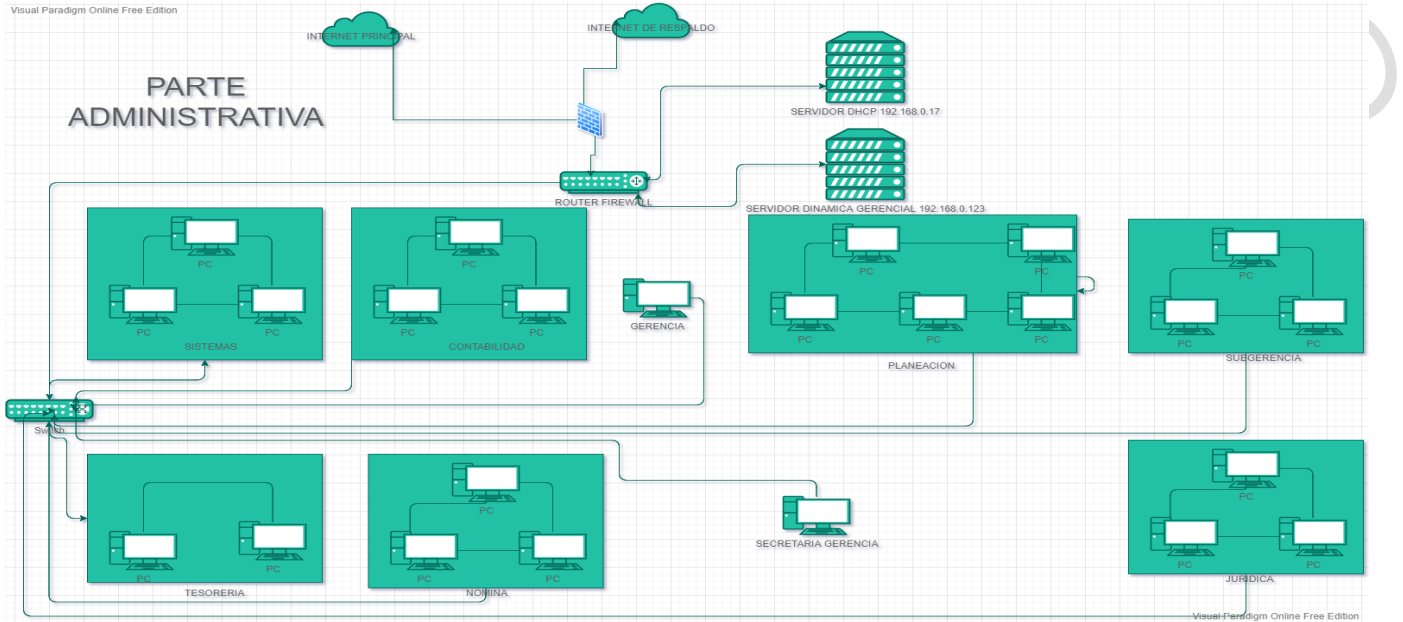 Visual Paradigm Online Free Edition
INTERNET PRINCIPAL
INTERNET DE RESPALDO
PARTE
ADMINISTRATIVA
SERVIDOR DHCP 192.168.0.17
ROUTER FIREWALL
SERVIDOR DINAMICA GERENCIAL 192.168.0.123
PC
PC
PC
SISTEMAS
PC
PC
PC
CONTABILIDAD
GERENCIA
PC
PC
PC
PC
PC
PLANEACION
PC
PC
PC
SUBGERENCIA
Switch
PC
PC
TESORERIA
PC
PC
PC
NOMINA
SECRETARIA GERENCIA
PC
PC
PC
JURIDICA
Visual Paradigm Online Free Edition